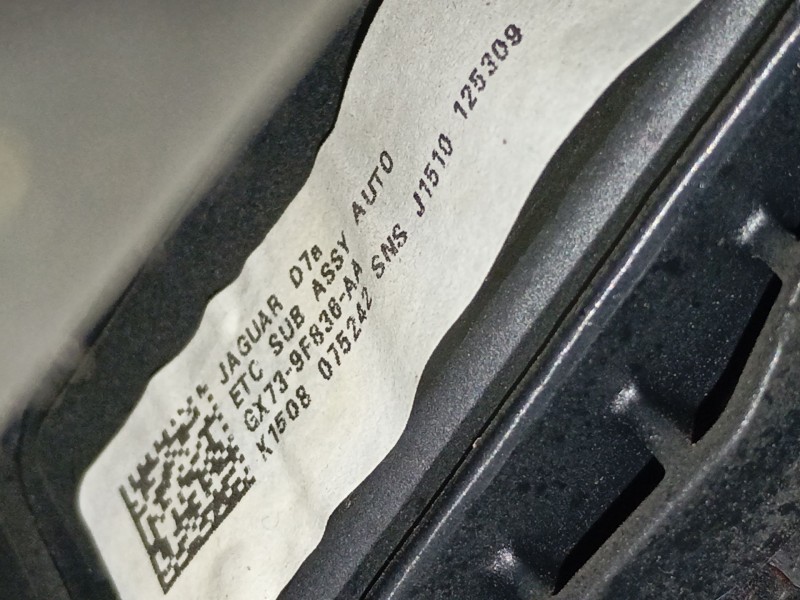 JAGUAR D7a
ETC SUB ASSY AUTO
GX73-9F836-AA
K1508 075242 SNS J1510 125309